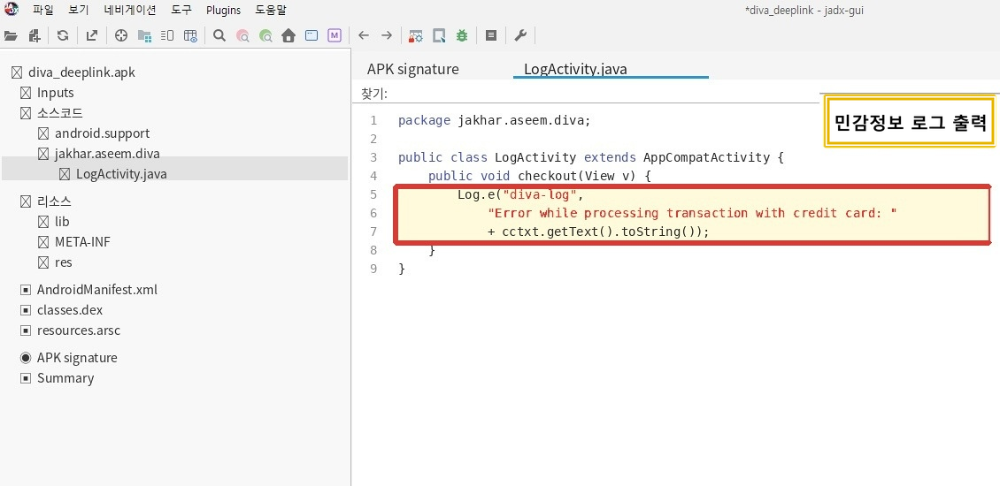 파일 보기 네비게이션 도구 Plugins 도움말
*diva_deeplink - jadx-gui
diva_deeplink.apk
Inputs
소스코드
android.support
jakhar.aseem.diva
LogActivity.java
리소스
lib
META-INF
res
AndroidManifest.xml
classes.dex
resources.arsc
APK signature
Summary
APK signature
LogActivity.java
찾기:
민감정보 로그 출력
1 package jakhar.aseem.diva;
2
3 public class LogActivity extends AppCompatActivity {
4 public void checkout(View v) {
5 Log.e("diva-log",
6 "Error while processing transaction with credit card: "
7 + cctxt.getText().toString());
8 }
9 }